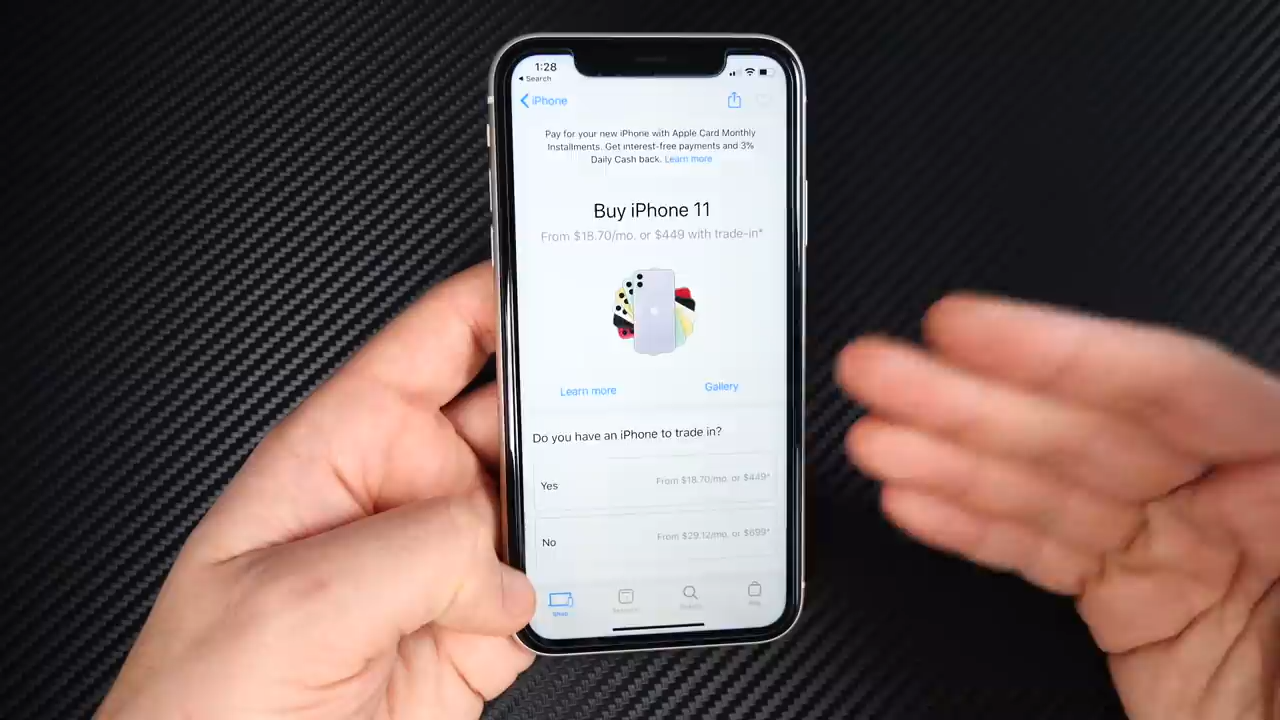 1:28
◂ Search
iPhone
Pay for your new iPhone with Apple Card Monthly
Installments. Get interest-free payments and 3%
Daily Cash back. Learn more
Buy iPhone 11
From $18.70/mo. or $449 with trade-in*
Learn more
Gallery
Do you have an iPhone to trade in?
Yes
From $18.70/mo. or $449*
No
From $29.12/mo. or $699*
Shop